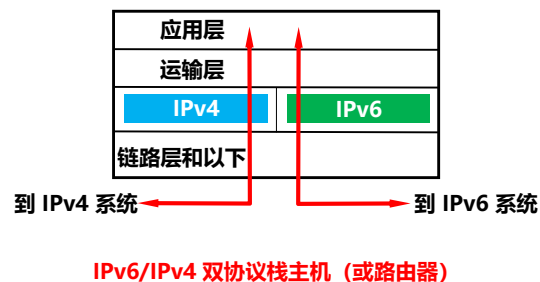 应用层
运输层
IPv4 IPv6
链路层和以下
到 IPv4 系统 到 IPv6 系统
IPv6/IPv4 双协议栈主机（或路由器）